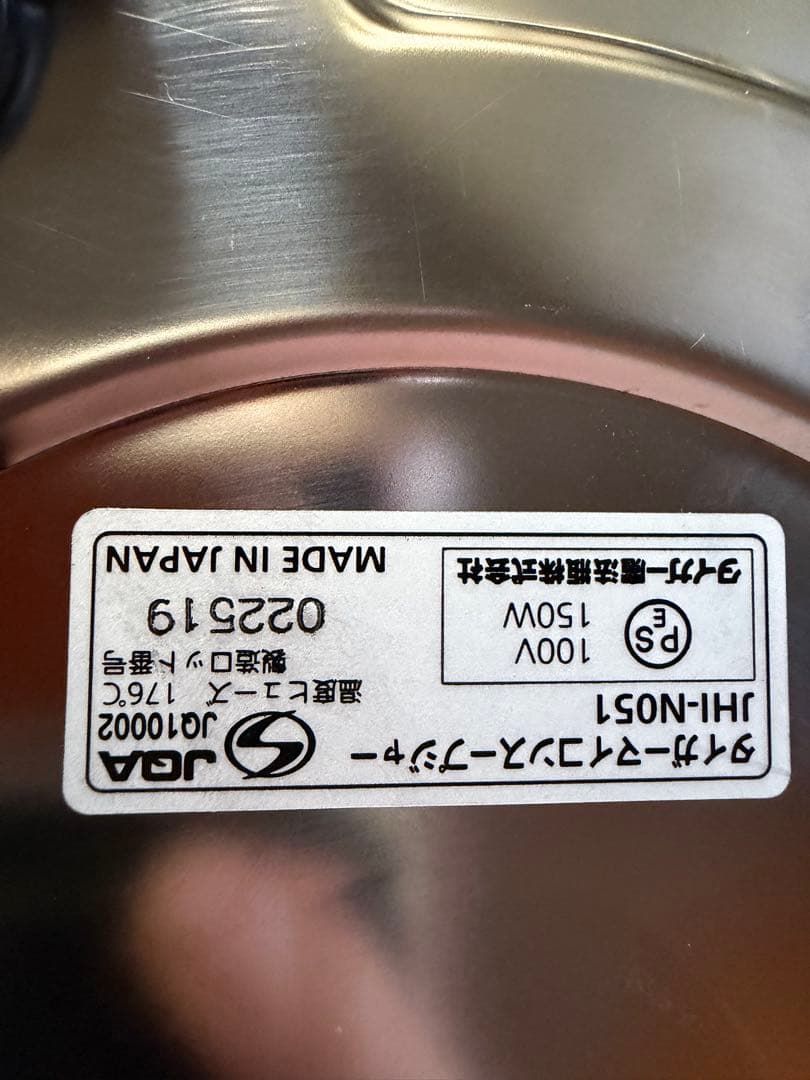 タイガーマイコンスープジャー
JHI-N051
100V
150W
PS
E
タイガー魔法瓶株式会社
JQA
JQ10002
温度ヒューズ 176℃
製造ロット番号
022519
MADE IN JAPAN